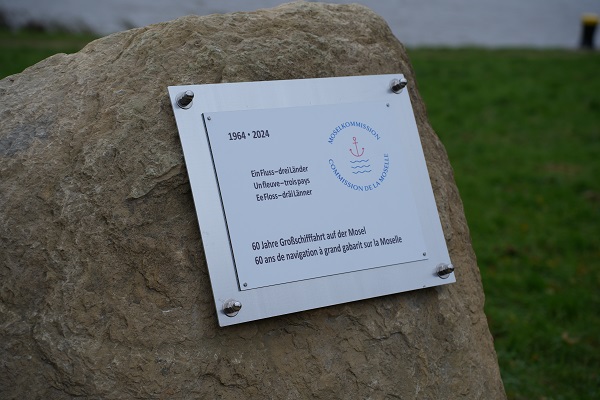 1964 • 2024
MOSELKOMMISSION
COMMISSION DE LA MOSELLE
Ein Fluss – drei Länder
Un fleuve – trois pays
Ee Floss – dräi Länner
60 Jahre Großschifffahrt auf der Mosel
60 ans de navigation à grand gabarit sur la Moselle